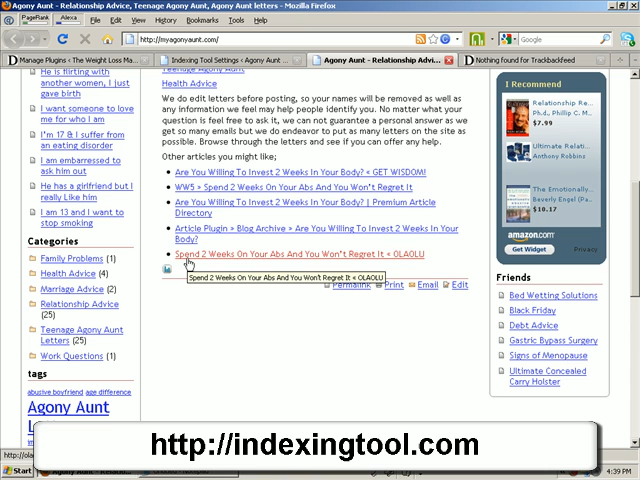 Agony Aunt - Relationship Advice, Teenage Agony Aunt, Agony Aunt letters - Mozilla Firefox
PageRank Alexa File Edit View History Bookmarks Tools Help
http://myagonyaunt.com/
Google
Manage Plugins < The Weight Loss Ma...
Indexing Tool Settings < Agony Aunt ...
Agony Aunt - Relationship Advi...
Nothing found for Trackbackfeed
He is flirting with
another women, I just
gave birth
I want someone to love
me for who I am
I'm 17 & I suffer from
an eating disorder
I am embarressed to
ask him out
He has a girlfriend but I
really Like him
I am 13 and I want to
stop smoking
Categories
Family Problems (1)
Health Advice (4)
Marriage Advice (2)
Relationship Advice
(25)
Teenage Agony Aunt
Letters (25)
Work Questions (1)
tags
abusive boyfriend age difference
Agony Aunt
Teenage Agony Aunt
Health Advice
We do edit letters before posting, so your names will be removed as well as
any information we feel may help people identify you. No matter what your
question is feel free to ask it, we can not guarantee a personal answer as we
get so many emails but we do endeavor to put as many letters on the site as
possible. Browse through the letters and see if you can offer any help.
Other articles you might like;
Are You Willing To Invest 2 Weeks In Your Body? < GET WISDOM!
WW5 » Spend 2 Weeks On Your Abs And You Won't Regret It
Are You Willing To Invest 2 Weeks In Your Body? | Premium Article
Directory
Article Plugin » Blog Archive » Are You Willing To Invest 2 Weeks In Your
Body?
Spend 2 Weeks On Your Abs And You Won't Regret It < OLAOLU
Spend 2 Weeks On Your Abs And You Won't Regret It < OLAOLU
Permalink Print Email Edit
I Recommend
Relationship Re...
Ph.d., Phillip C. M...
$7.99
Ultimate Relatio...
Anthony Robbins
The Emotionally...
Beverly Engel (Pa...
$10.17
amazon.com
Get Widget Privacy
Friends
Bed Wetting Solutions
Black Friday
Debt Advice
Gastric Bypass Surgery
Signs of Menopause
Ultimate Concealed
Carry Holster
http://indexingtool.com
Start
4:39 PM